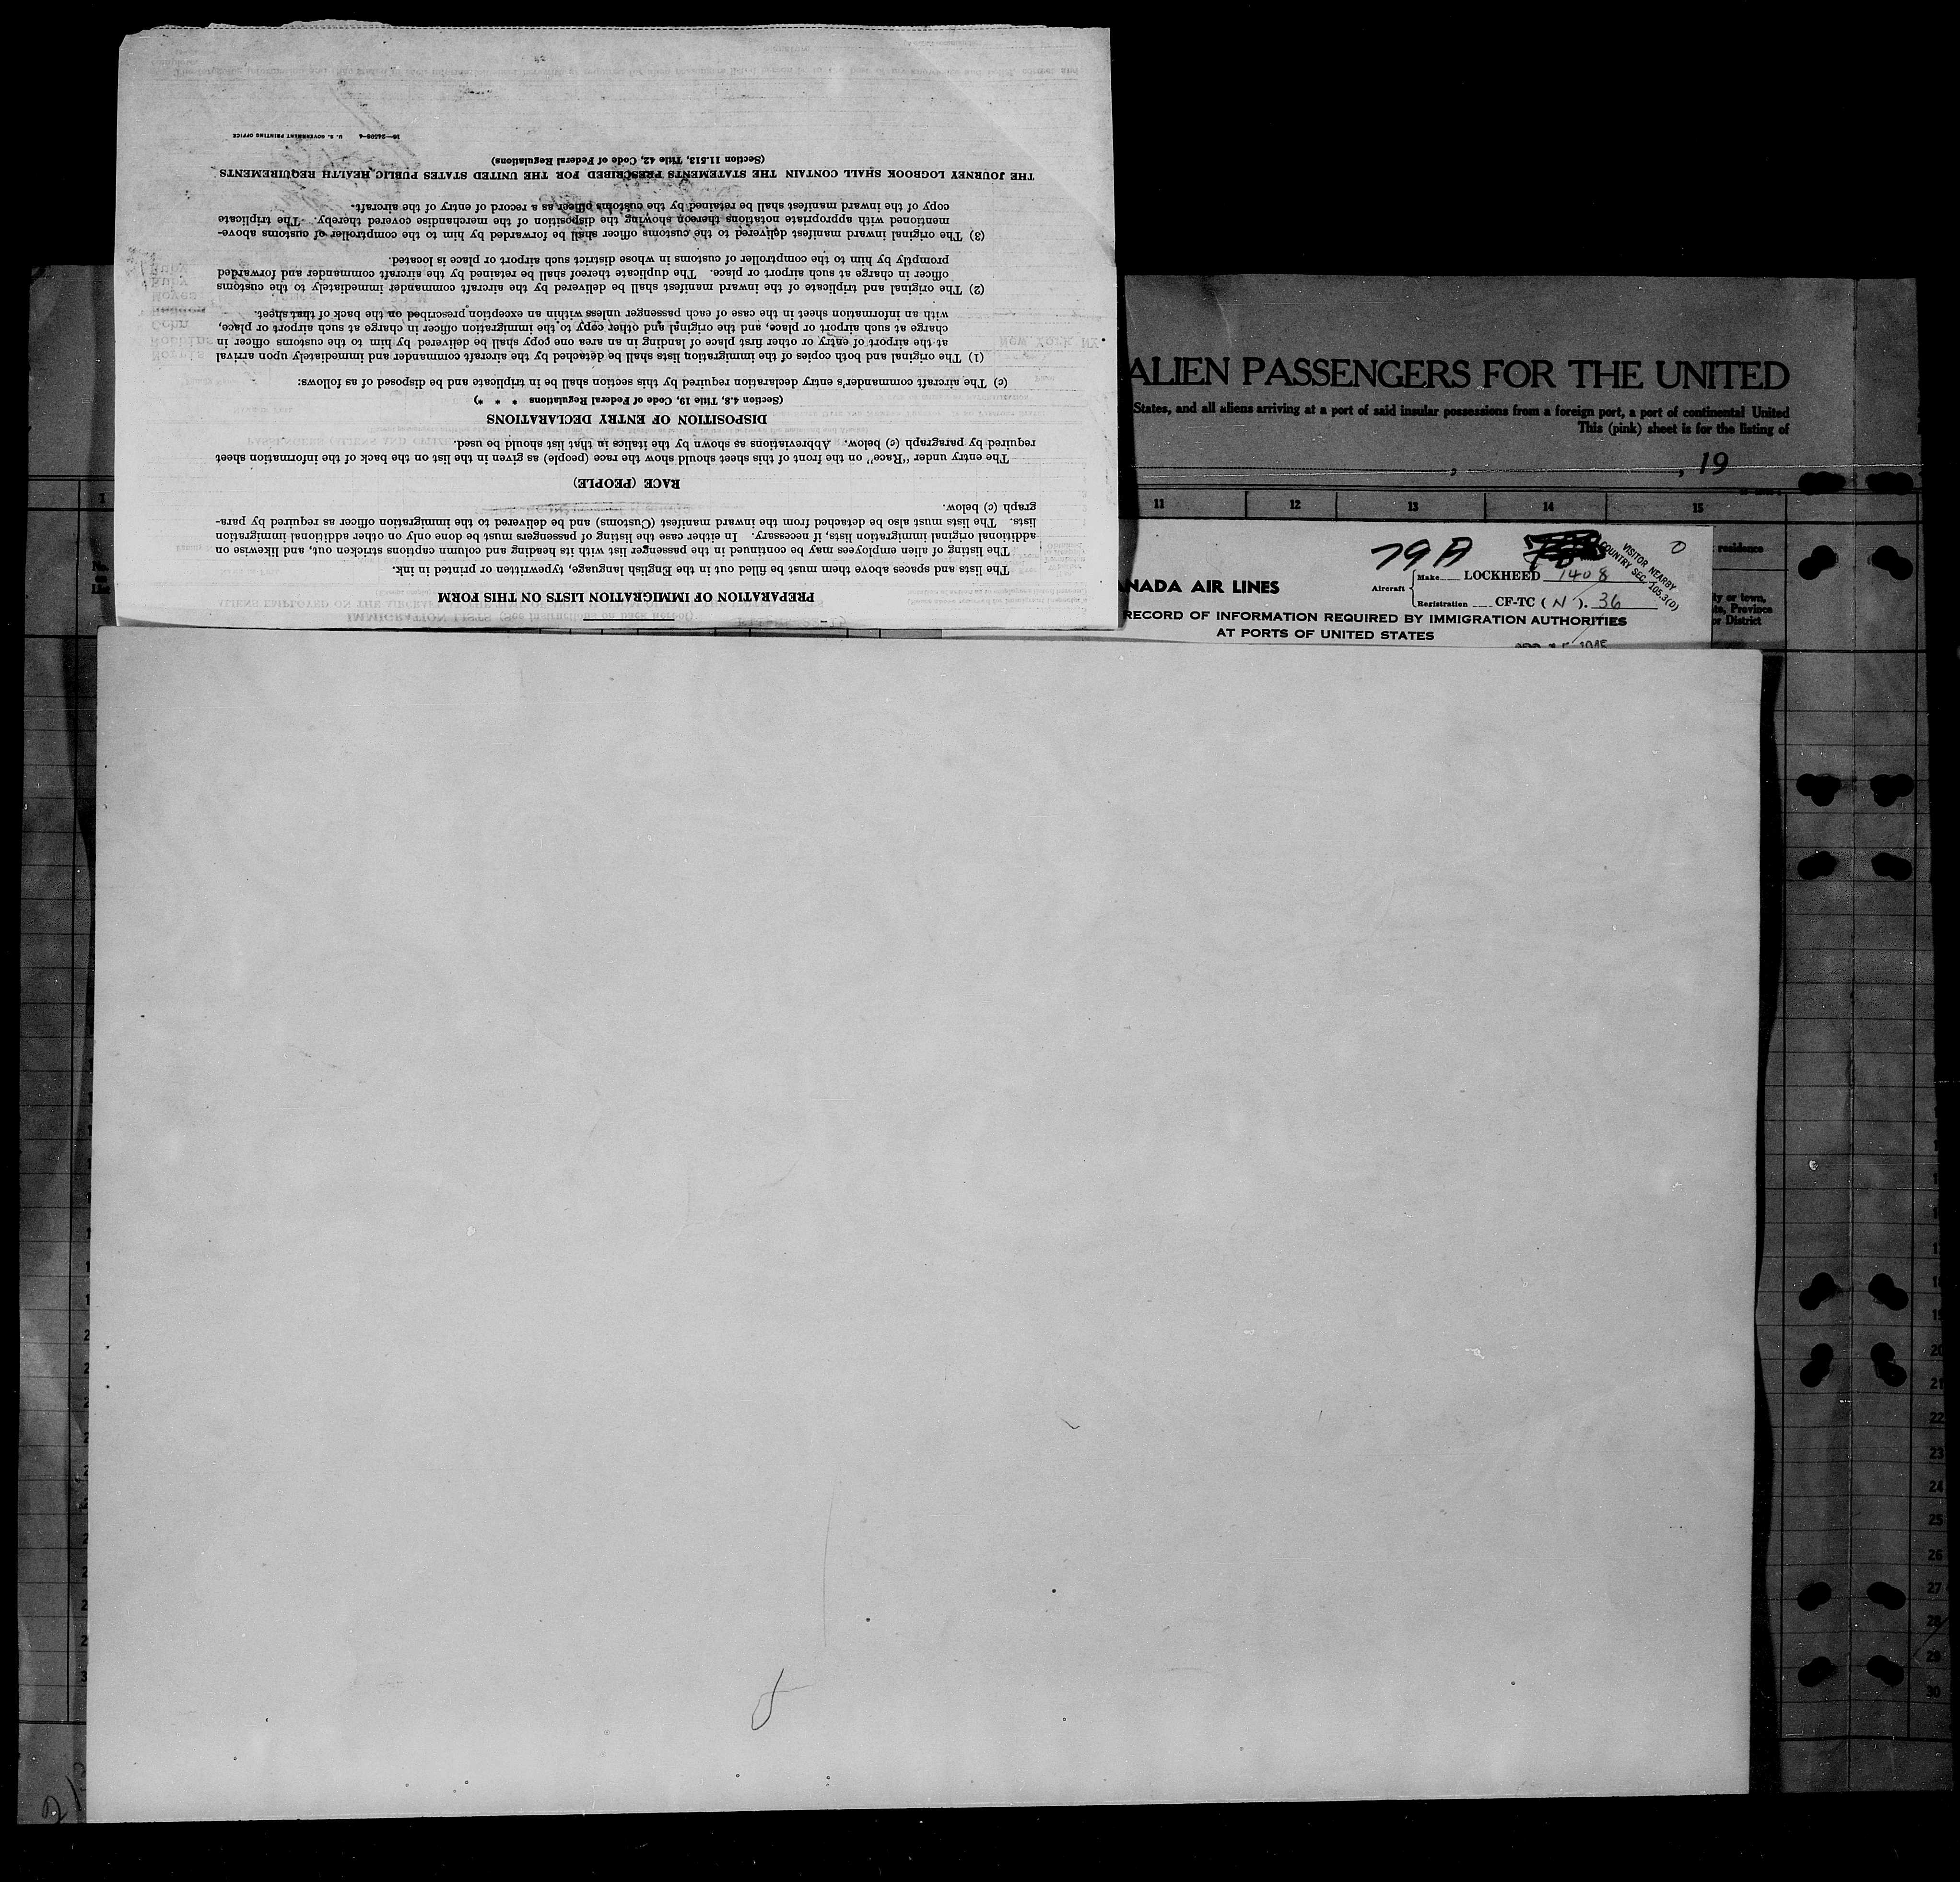 PREPARATION OF IMMIGRATION LISTS ON THIS FORM
The lists and spaces above them must be filled out in the English language, typewritten or printed in ink.
The listing of alien employees may be continued in the passenger list with its heading and column captions stricken out, and likewise on
additional original immigration lists, if necessary. In either case the listing of passengers must be done only on other additional immigration
lists. The lists must also be detached from the inward manifest (Customs) and be delivered to the immigration officer as required by para-
graph (c) below.
RACE (PEOPLE)
The entry under "Race" on the front of this sheet should show the race (people) as given in the list on the back of the information sheet
required by paragraph (c) below. Abbreviations as shown by the italics in that list should be used.
DISPOSITION OF ENTRY DECLARATIONS
(Section 4.8, Title 19, Code of Federal Regulations * * *)
(c) The aircraft commander's entry declaration required by this section shall be in triplicate and be disposed of as follows:
(1) The original and both copies of the immigration lists shall be detached by the aircraft commander and immediately upon arrival
at the airport of entry or other first place of landing in an area one copy shall be delivered by him to the customs officer in
charge at such airport or place, and the original and other copy to the immigration officer in charge at such airport or place,
with an information sheet in the case of each passenger unless within an exception prescribed on the back of that sheet.
(2) The original and triplicate of the inward manifest shall be delivered by the aircraft commander immediately to the customs
officer in charge at such airport or place. The duplicate thereof shall be retained by the aircraft commander and forwarded
promptly by him to the comptroller of customs in whose district such airport or place is located.
(3) The original inward manifest delivered to the customs officer shall be forwarded by him to the comptroller of customs above-
mentioned with appropriate notations thereon showing the disposition of the merchandise covered thereby. The triplicate
copy of the inward manifest shall be retained by the customs officer as a record of entry of the aircraft.
THE JOURNEY LOGBOOK SHALL CONTAIN THE STATEMENTS PRESCRIBED FOR THE UNITED STATES PUBLIC HEALTH REQUIREMENTS
(Section 11.513, Title 42, Code of Federal Regulations)
U. S. GOVERNMENT PRINTING OFFICE
ALIEN PASSENGERS FOR THE UNITED
States, and all aliens arriving at a port of said insular possessions from a foreign port, a port of continental United
This (pink) sheet is for the listing of
, , 19
1 11 12 13 14 15
No.
on
List
residence
ty or town,
te, Province
or District
79A
VISITOR NEARBY
COUNTRY SEC. 105.3(D)
ANADA AIR LINES
Aircraft Make LOCKHEED 1408
Registration CF-TC (N). 36
RECORD OF INFORMATION REQUIRED BY IMMIGRATION AUTHORITIES
AT PORTS OF UNITED STATES
20
21
22
23
24
25
26
27
28
29
30